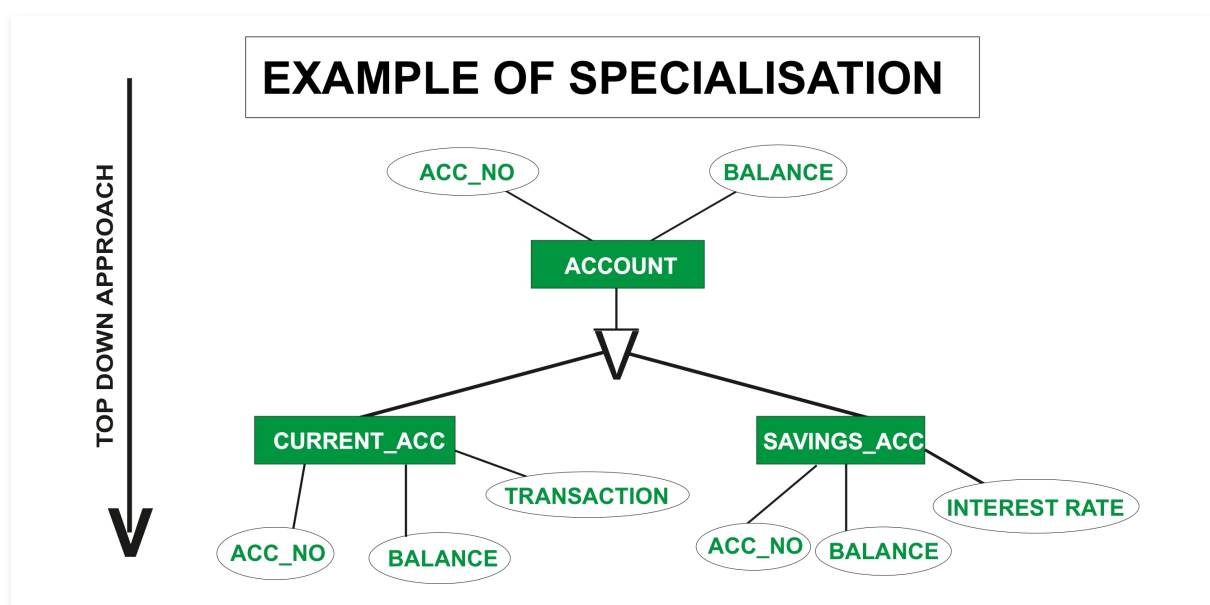 EXAMPLE OF SPECIALISATION
TOP DOWN APPROACH
ACC_NO
BALANCE
ACCOUNT
CURRENT_ACC
SAVINGS_ACC
TRANSACTION
INTEREST RATE
ACC_NO
BALANCE
ACC_NO
BALANCE